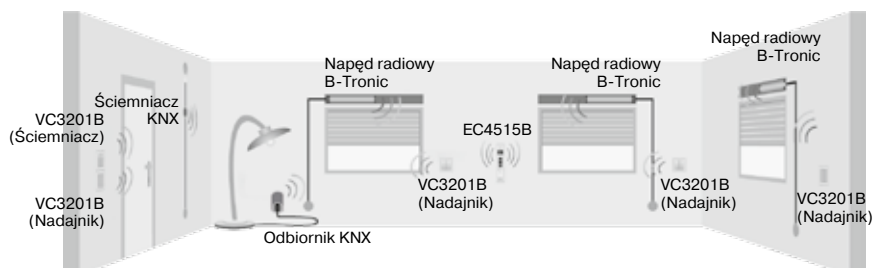 Napęd radiowy
B-Tronic
Napęd radiowy
B-Tronic
Napęd radiowy
B-Tronic
Ściemniacz
KNX
VC3201B
(Ściemniacz)
EC4515B
VC3201B
(Nadajnik)
VC3201B
(Nadajnik)
VC3201B
(Nadajnik)
VC3201B
(Nadajnik)
Odbiornik KNX